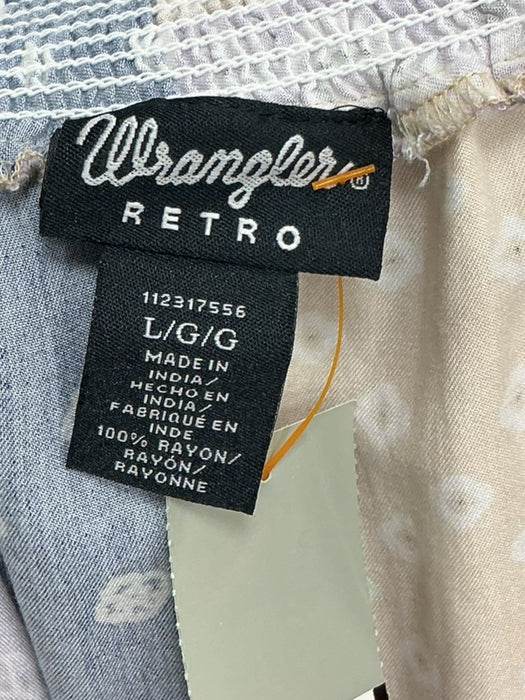 Wrangler®
RETRO
112317556
L/G/G
MADE IN
INDIA/
HECHO EN
INDIA/
FABRIQUÉ EN
INDE
100% RAYON/
RAYÓN/
RAYONNE